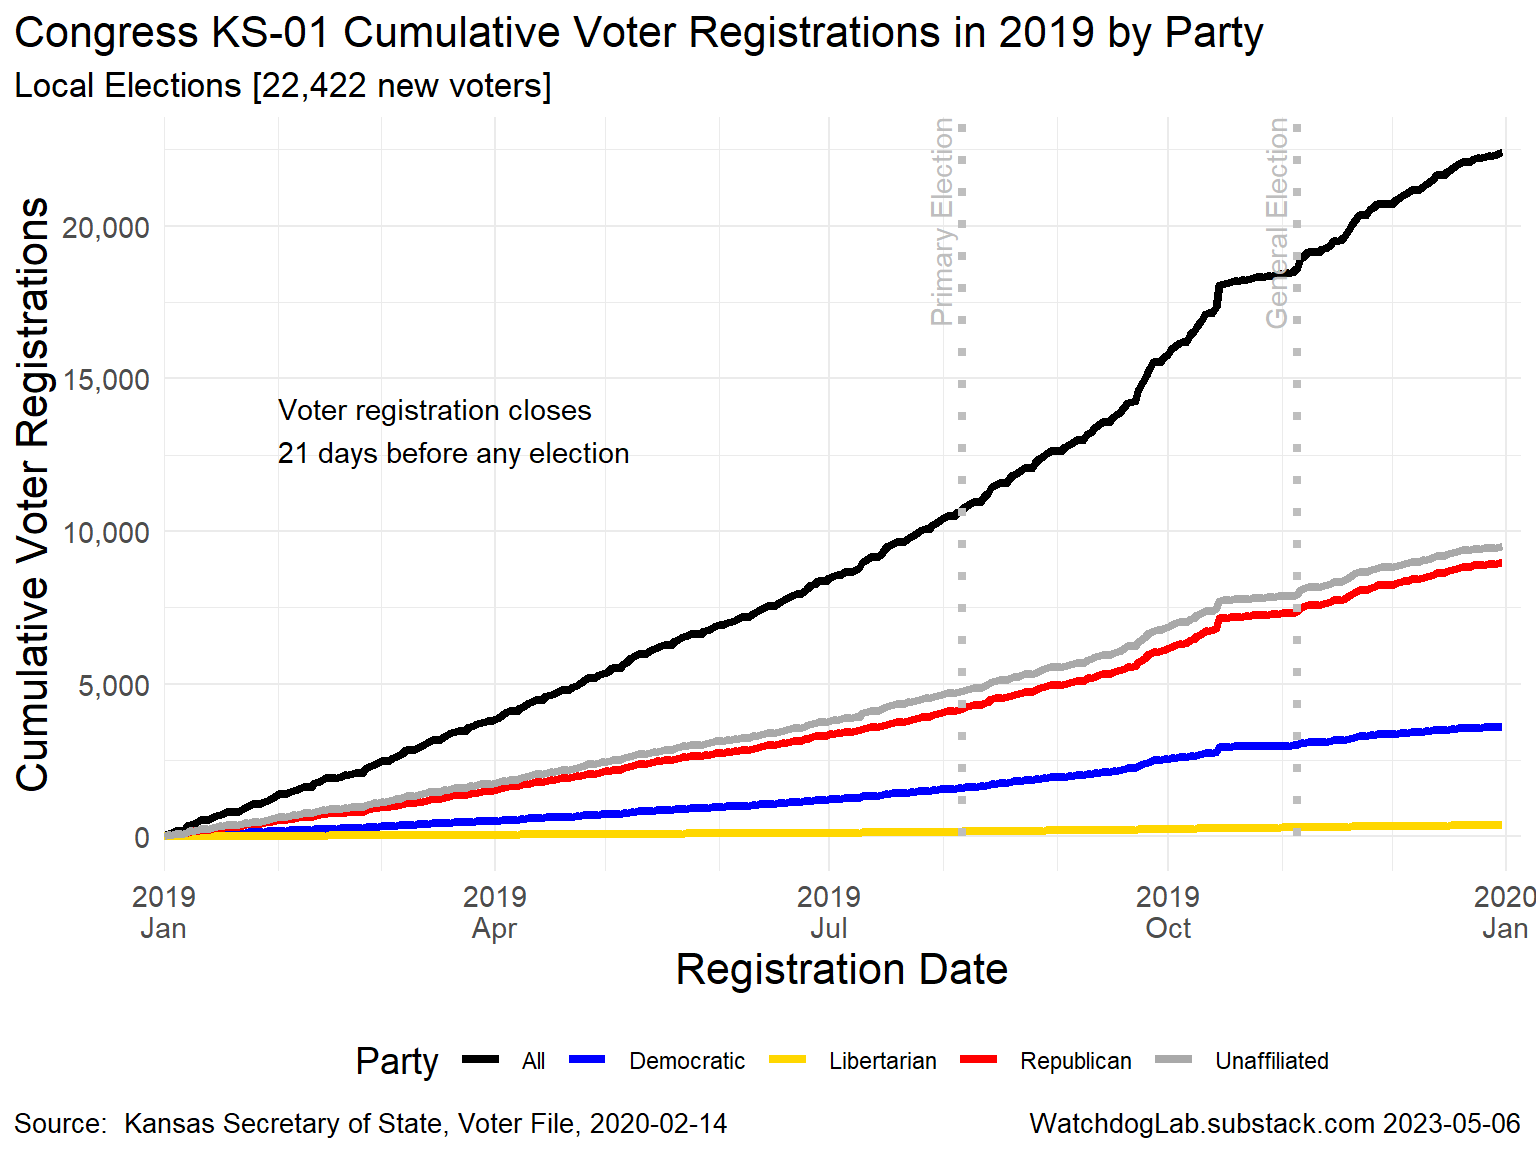 Congress KS-01 Cumulative Voter Registrations in 2019 by Party
Local Elections [22,422 new voters]
Cumulative Voter Registrations
20,000
15,000
10,000
5,000
0
Primary Election
General Election
Voter registration closes
21 days before any election
2019
Jan
2019
Apr
2019
Jul
2019
Oct
2020
Jan
Registration Date
Party All Democratic Libertarian Republican Unaffiliated
Source:  Kansas Secretary of State, Voter File, 2020-02-14
WatchdogLab.substack.com 2023-05-06